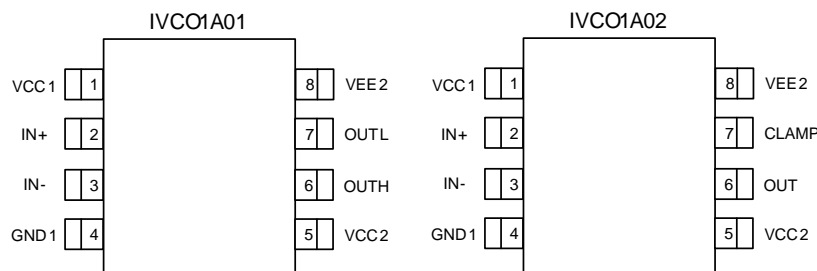 IVCO1A01
VCC1 1 8 VEE2
IN+ 2 7 OUTL
IN- 3 6 OUTH
GND1 4 5 VCC2
IVCO1A02
VCC1 1 8 VEE2
IN+ 2 7 CLAMP
IN- 3 6 OUT
GND1 4 5 VCC2